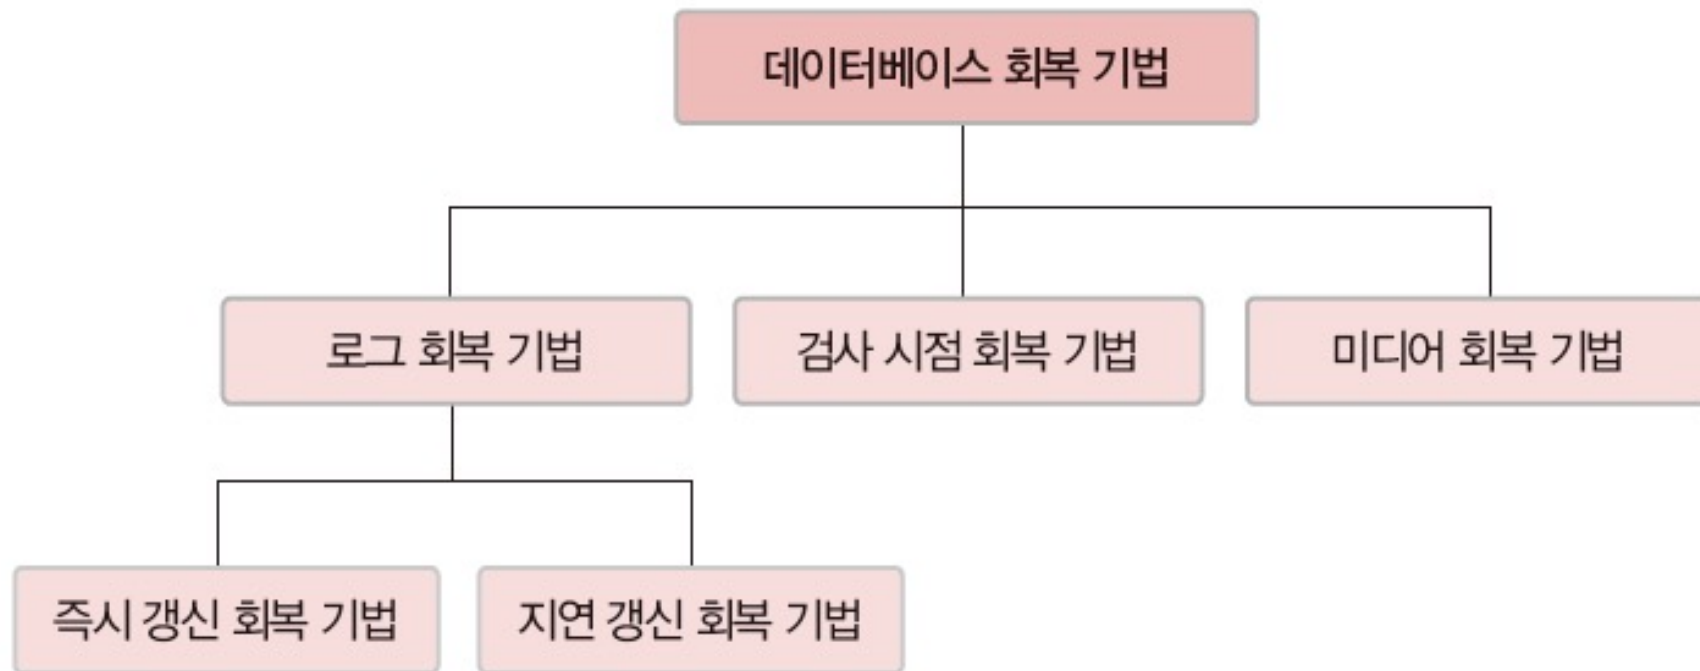 데이터베이스 회복 기법
로그 회복 기법
검사 시점 회복 기법
미디어 회복 기법
즉시 갱신 회복 기법
지연 갱신 회복 기법